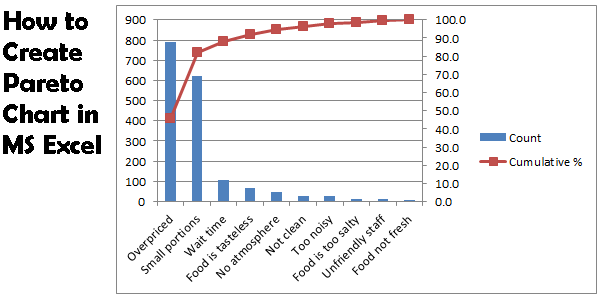 How to
Create
Pareto
Chart in
MS Excel
900
800
700
600
500
400
300
200
100
0
100.0
90.0
80.0
70.0
60.0
50.0
40.0
30.0
20.0
10.0
0.0
Overpriced
Small portions
Wait time
Food is tasteless
No atmosphere
Not clean
Too noisy
Food is too salty
Unfriendly staff
Food not fresh
Count
Cumulative %